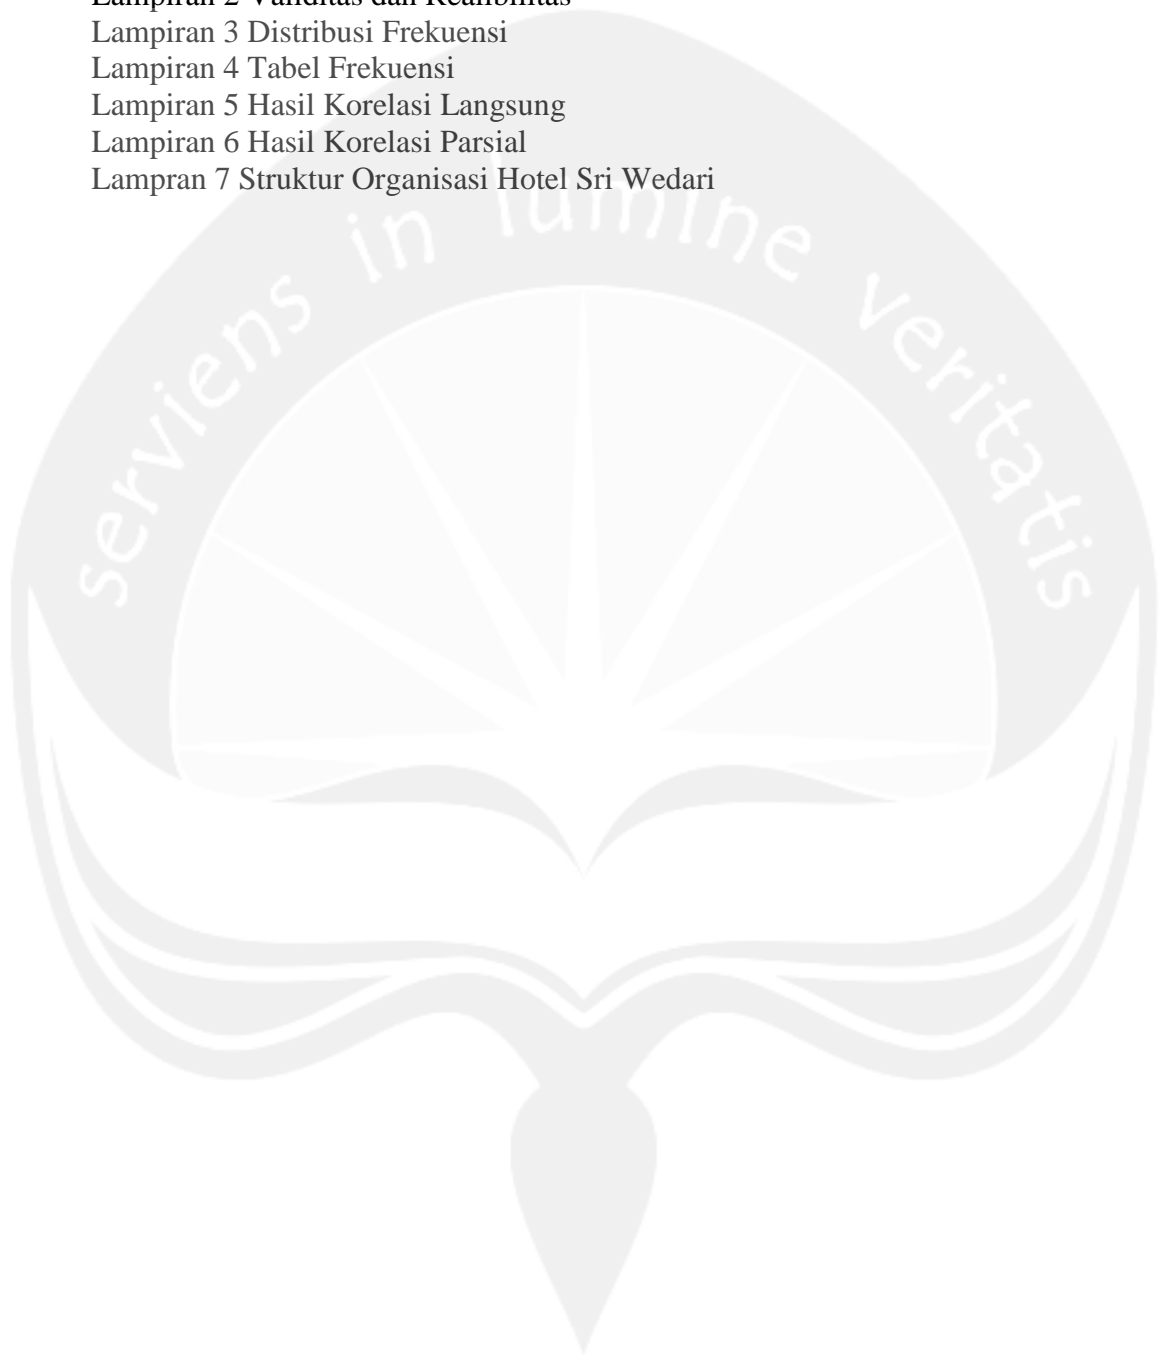 Lampiran 2 Validitas dan Realibilitas
Lampiran 3 Distribusi Frekuensi
Lampiran 4 Tabel Frekuensi
Lampiran 5 Hasil Korelasi Langsung
Lampiran 6 Hasil Korelasi Parsial
Lampran 7 Struktur Organisasi Hotel Sri Wedari
serviens in lumine veritatis